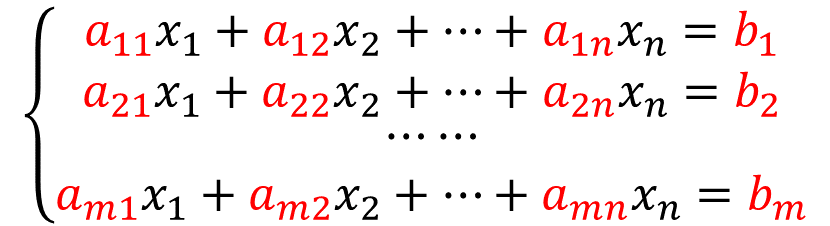 a₁₁x₁ + a₁₂x₂ + ⋯ + a₁ₙxₙ = b₁
a₂₁x₁ + a₂₂x₂ + ⋯ + a₂ₙxₙ = b₂
⋯ ⋯
aₘ₁x₁ + aₘ₂x₂ + ⋯ + aₘₙxₙ = bₘ